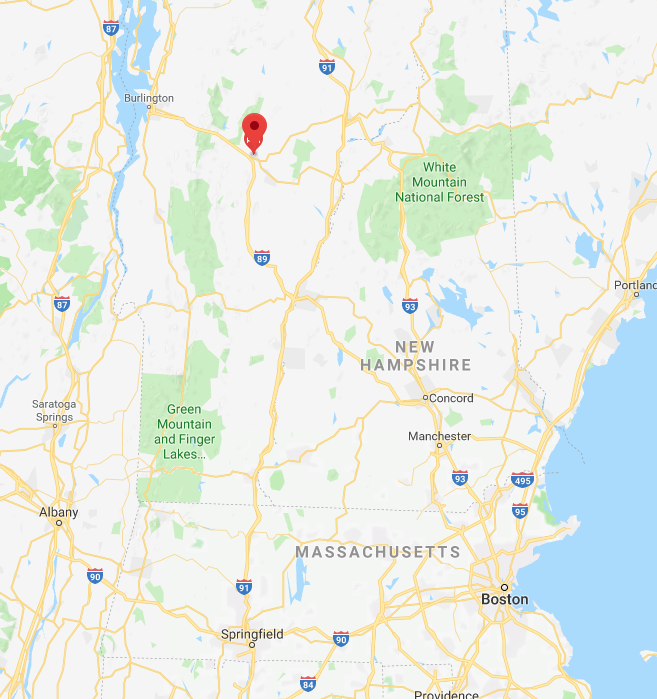 87
91
Burlington
White
Mountain
National Forest
89
87
93
Portland
NEW
HAMPSHIRE
Saratoga
Springs
Concord
Green
Mountain
and Finger
Lakes...
Manchester
93
495
95
Albany
MASSACHUSETTS
90
91
Boston
Springfield
90
84
Providence